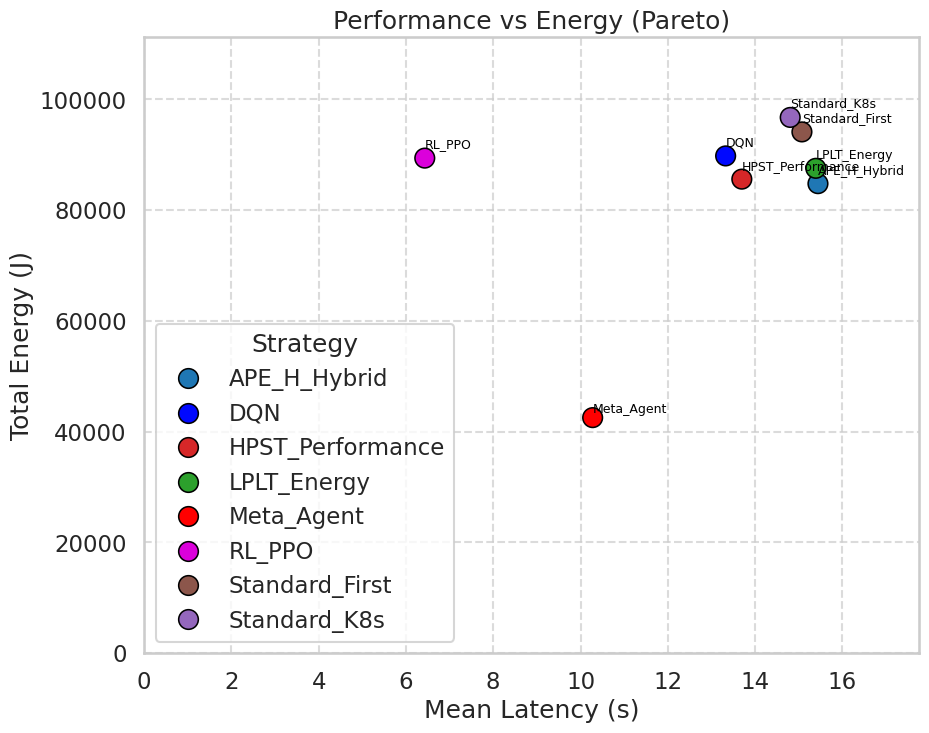 Performance vs Energy (Pareto)
100000
80000
60000
40000
20000
0
Total Energy (J)
Standard_K8s
Standard_First
RL_PPO
DQN
LPLT_Energy
HPST_Performance
APE_H_Hybrid
Meta_Agent
Strategy
APE_H_Hybrid
DQN
HPST_Performance
LPLT_Energy
Meta_Agent
RL_PPO
Standard_First
Standard_K8s
0 2 4 6 8 10 12 14 16
Mean Latency (s)